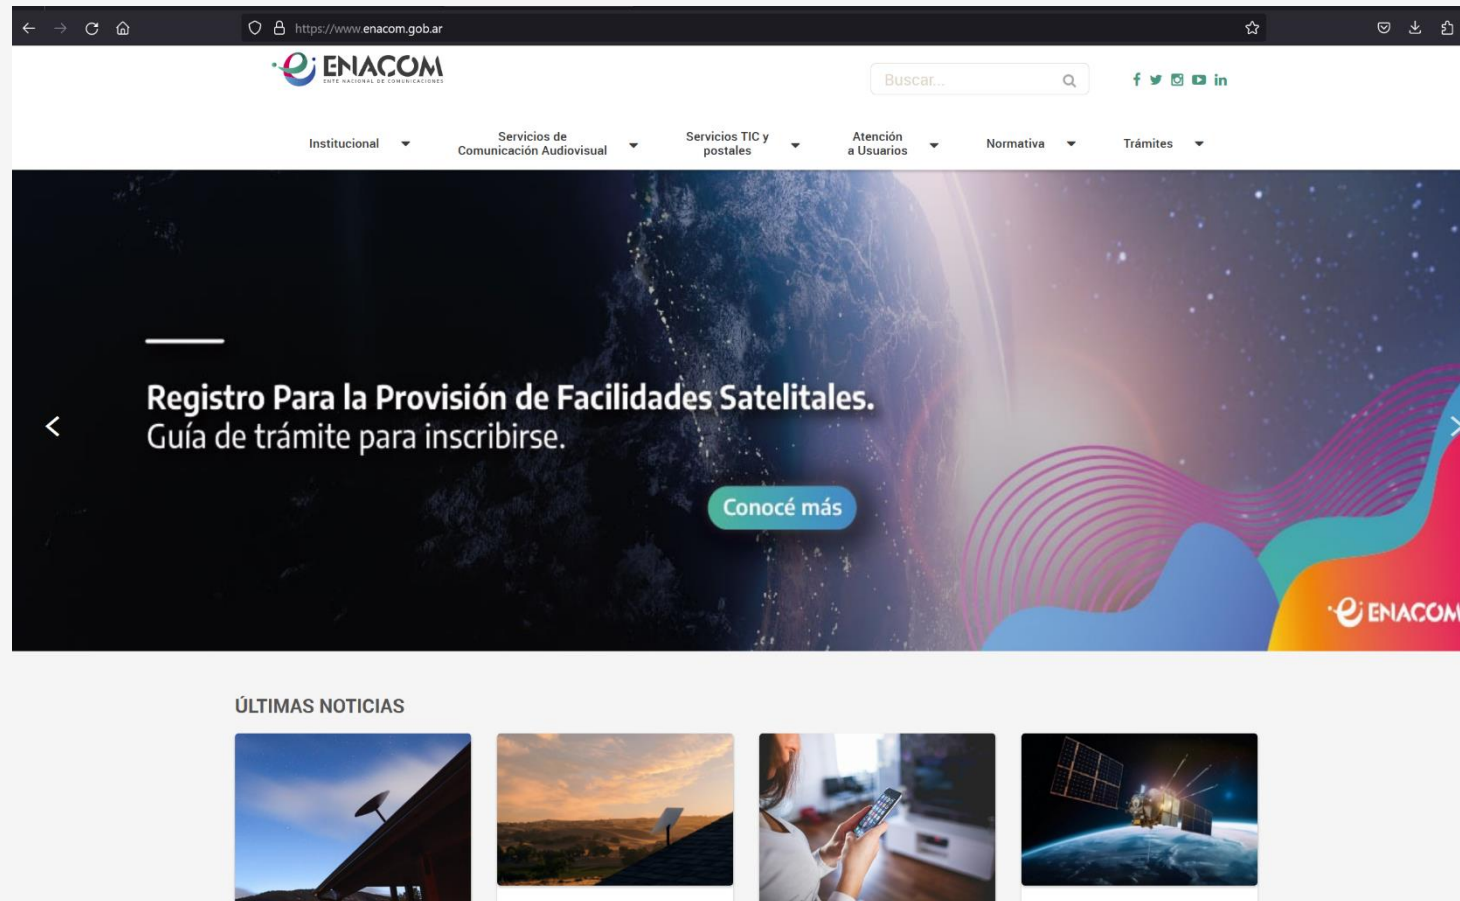 https://www.enacom.gob.ar
ENACOM
ENTE NACIONAL DE COMUNICACIONES
Buscar...
Institucional
Servicios de
Comunicación Audiovisual
Servicios TIC y
postales
Atención
a Usuarios
Normativa
Trámites
Registro Para la Provisión de Facilidades Satelitales.
Guía de trámite para inscribirse.
Conocé más
ENACOM
ÚLTIMAS NOTICIAS